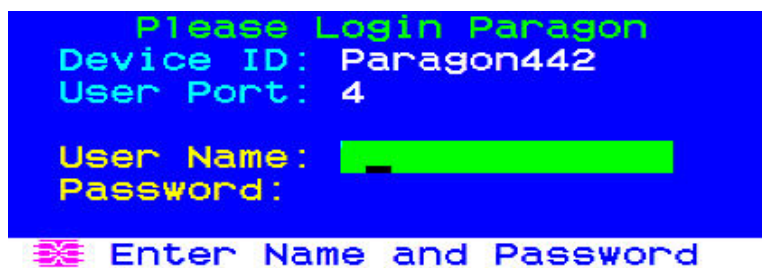 Please Login Paragon
Device ID: Paragon442
User Port: 4
User Name:
Password:
Enter Name and Password